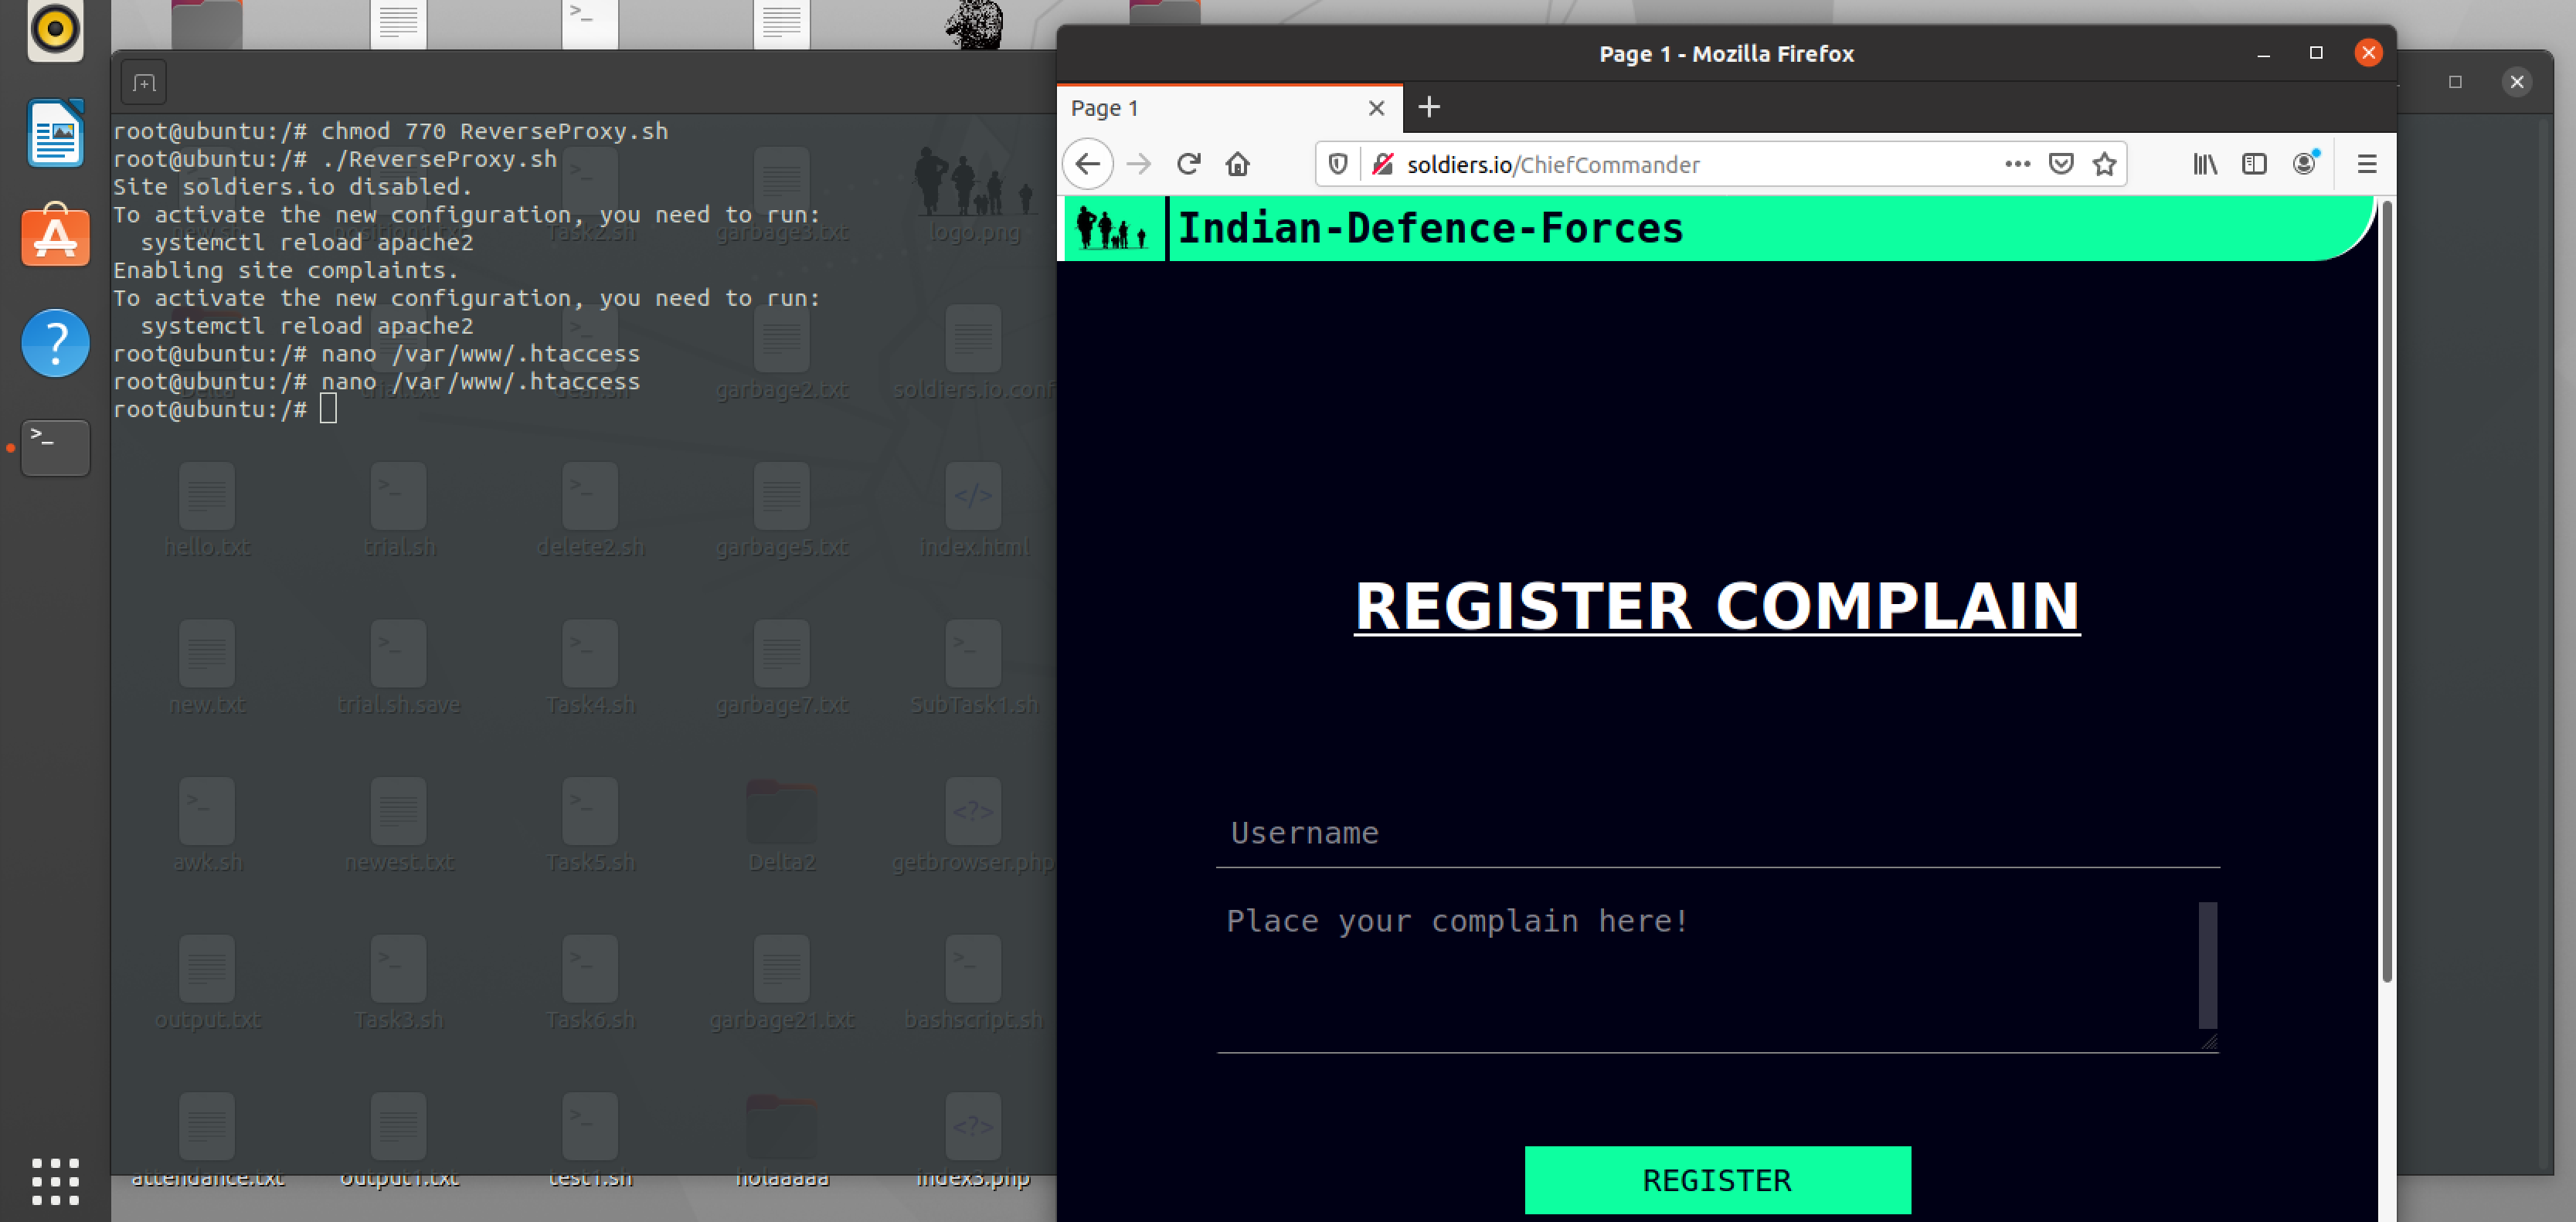 root@ubuntu:/# chmod 770 ReverseProxy.sh
root@ubuntu:/# ./ReverseProxy.sh
Site soldiers.io disabled.
To activate the new configuration, you need to run:
  systemctl reload apache2
Enabling site complaints.
To activate the new configuration, you need to run:
  systemctl reload apache2
root@ubuntu:/# nano /var/www/.htaccess
root@ubuntu:/# nano /var/www/.htaccess
root@ubuntu:/#
new.sh position1.txt Task2.sh garbage3.txt logo.png
trial.txt garbage2.txt soldiers.io.conf
hello.txt trial.sh delete2.sh garbage5.txt index.html
new.txt trial.sh.save Task4.sh garbage7.txt SubTask1.sh
awk.sh newest.txt Task5.sh Delta2 getbrowser.php
output.txt Task3.sh Task6.sh garbage21.txt bashscript.sh
attendance.txt output1.txt test1.sh holaaaaa index3.php
Page 1 - Mozilla Firefox
Page 1
soldiers.io/ChiefCommander
Indian-Defence-Forces
REGISTER COMPLAIN
Username
Place your complain here!
REGISTER